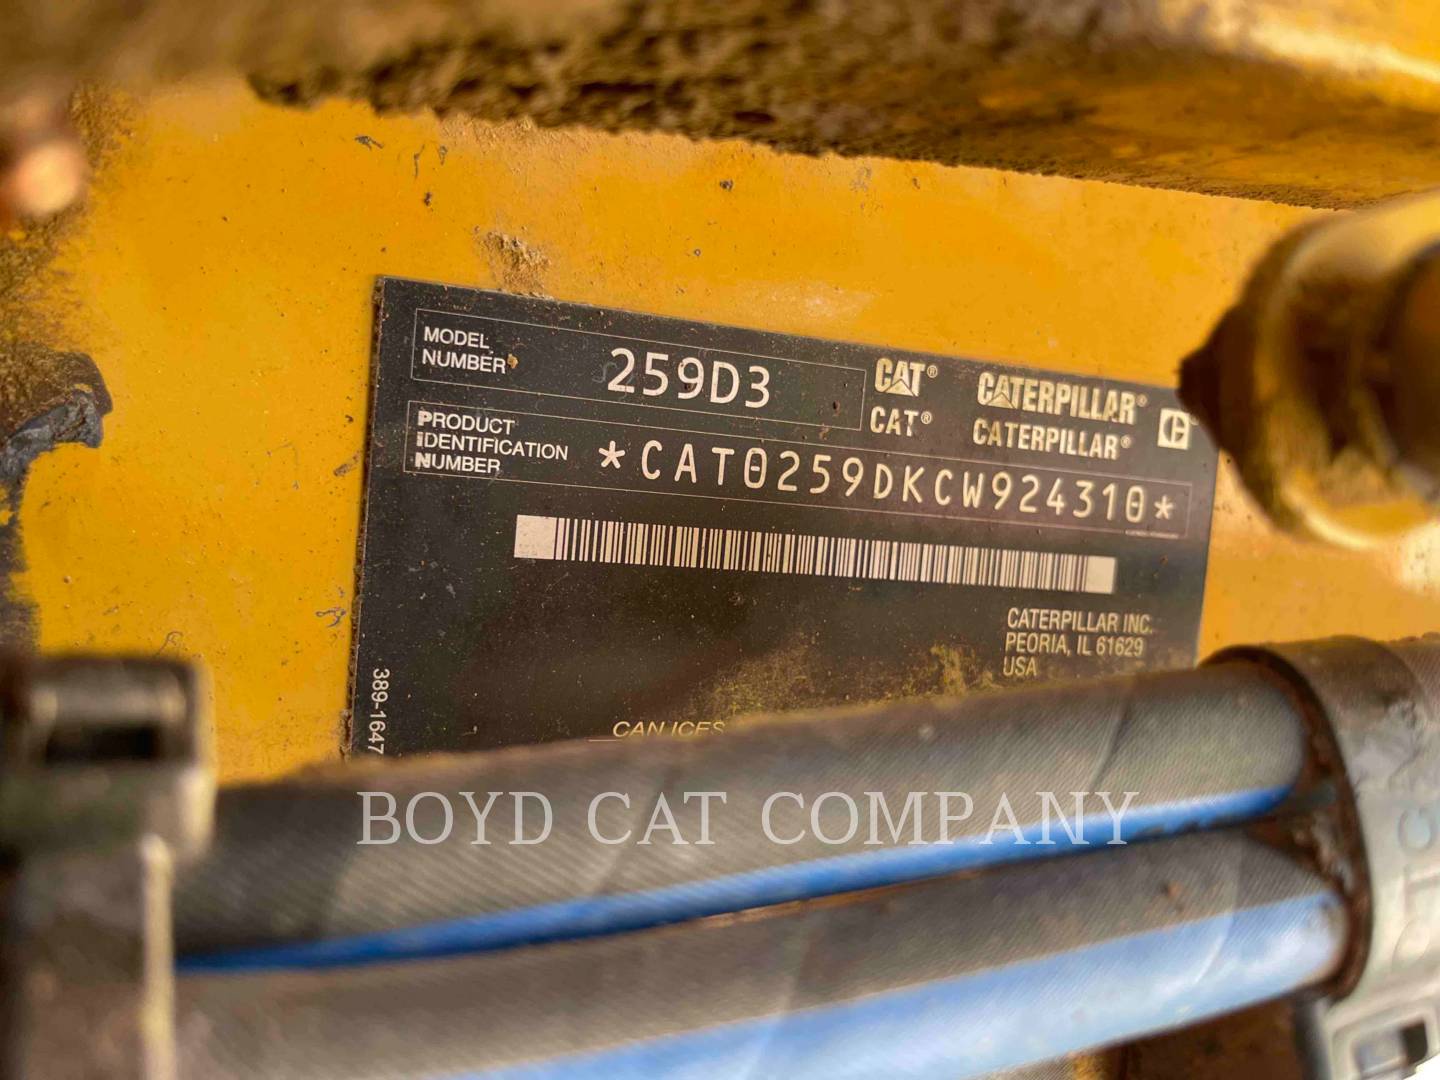 MODEL
NUMBER
259D3
CAT® CATERPILLAR®
CAT® CATERPILLAR®
PRODUCT
IDENTIFICATION
NUMBER
*CAT0259DKCW924310*
CATERPILLAR INC.
PEORIA, IL 61629
USA
389-1647
CAN ICES
BOYD CAT COMPANY